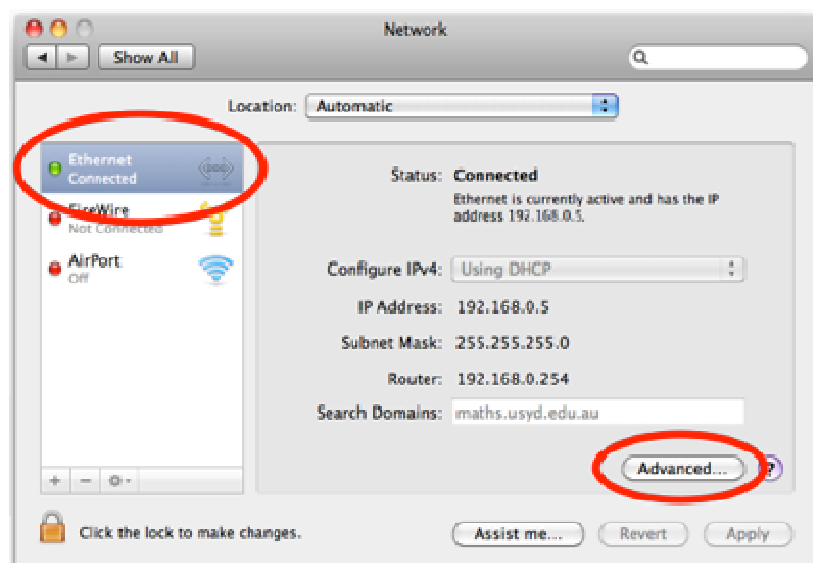 Network
Show All
Location: Automatic
Ethernet
Connected
FireWire
Not Connected
AirPort
Off
Status: Connected
Ethernet is currently active and has the IP
address 192.168.0.5.
Configure IPv4: Using DHCP
IP Address: 192.168.0.5
Subnet Mask: 255.255.255.0
Router: 192.168.0.254
Search Domains: maths.usyd.edu.au
Advanced... ?
+ −
Click the lock to make changes.
Assist me... Revert Apply